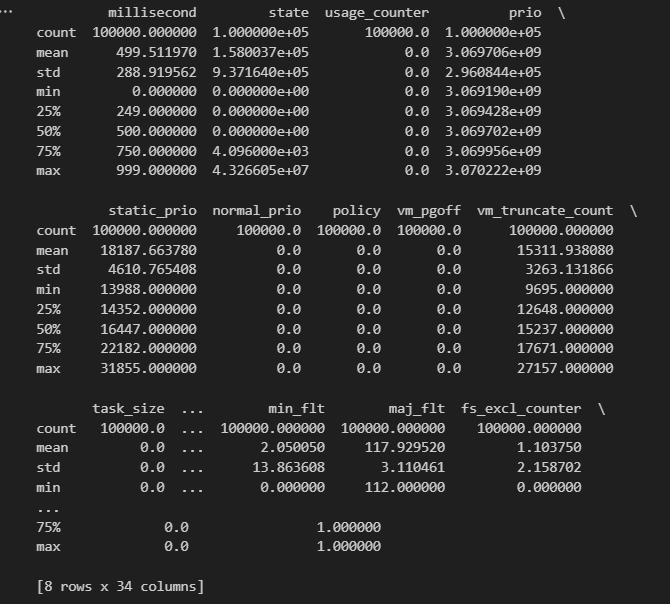 ...
millisecond state usage_counter prio \
count 100000.000000 1.000000e+05 100000.0 1.000000e+05
mean 499.511970 1.580037e+05 0.0 3.069706e+09
std 288.919562 9.371640e+05 0.0 2.960844e+05
min 0.000000 0.000000e+00 0.0 3.069190e+09
25% 249.000000 0.000000e+00 0.0 3.069428e+09
50% 500.000000 0.000000e+00 0.0 3.069702e+09
75% 750.000000 4.096000e+03 0.0 3.069956e+09
max 999.000000 4.326605e+07 0.0 3.070222e+09
static_prio normal_prio policy vm_pgoff vm_truncate_count \
count 100000.000000 100000.0 100000.0 100000.0 100000.000000
mean 18187.663780 0.0 0.0 0.0 15311.938080
std 4610.765408 0.0 0.0 0.0 3263.131866
min 13988.000000 0.0 0.0 0.0 9695.000000
25% 14352.000000 0.0 0.0 0.0 12648.000000
50% 16447.000000 0.0 0.0 0.0 15237.000000
75% 22182.000000 0.0 0.0 0.0 17671.000000
max 31855.000000 0.0 0.0 0.0 27157.000000
task_size ... min_flt maj_flt fs_excl_counter \
count 100000.0 ... 100000.000000 100000.000000 100000.000000
mean 0.0 ... 2.050050 117.929520 1.103750
std 0.0 ... 13.863608 3.110461 2.158702
min 0.0 ... 0.000000 112.000000 0.000000
...
75% 0.0 1.000000
max 0.0 1.000000
[8 rows x 34 columns]